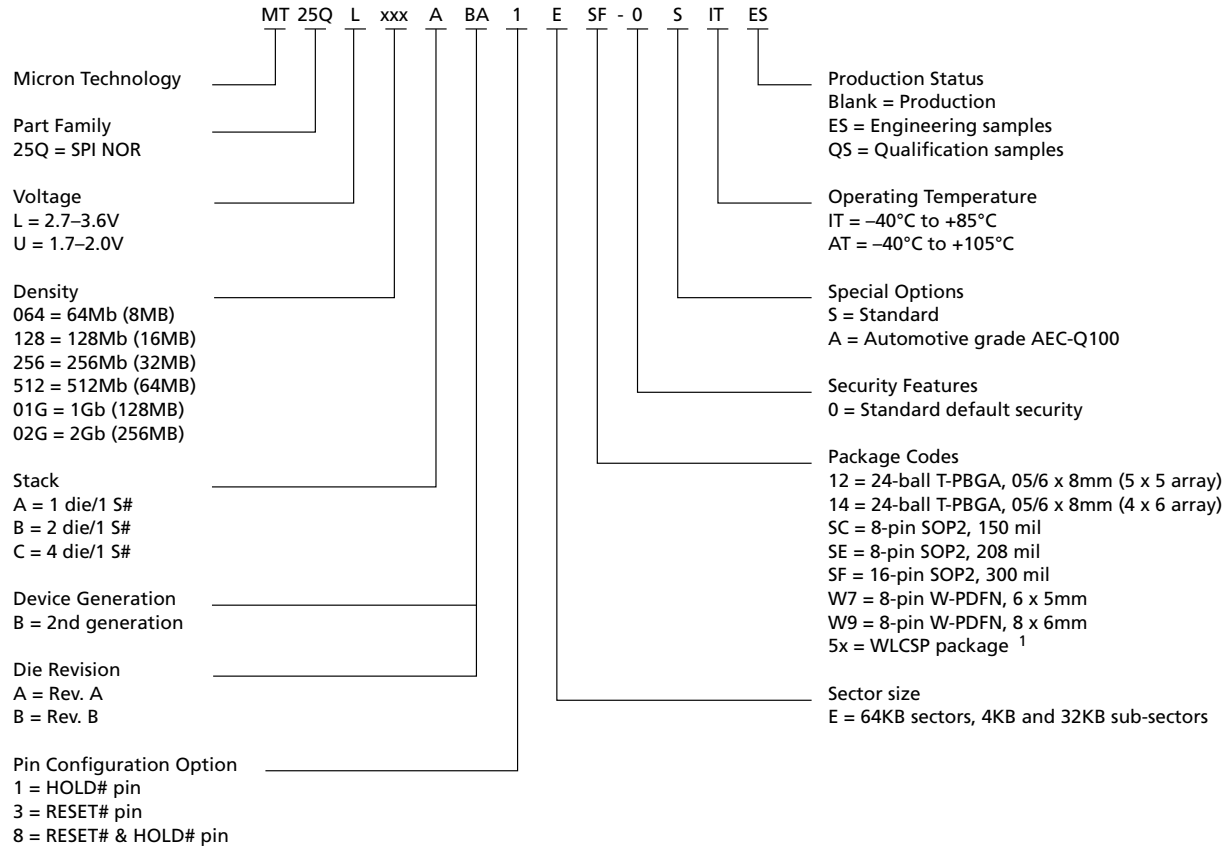 MT 25Q L xxx A BA 1 E SF - 0 S IT ES
Micron Technology
Part Family
25Q = SPI NOR
Voltage
L = 2.7–3.6V
U = 1.7–2.0V
Density
064 = 64Mb (8MB)
128 = 128Mb (16MB)
256 = 256Mb (32MB)
512 = 512Mb (64MB)
01G = 1Gb (128MB)
02G = 2Gb (256MB)
Stack
A = 1 die/1 S#
B = 2 die/1 S#
C = 4 die/1 S#
Device Generation
B = 2nd generation
Die Revision
A = Rev. A
B = Rev. B
Pin Configuration Option
1 = HOLD# pin
3 = RESET# pin
8 = RESET# & HOLD# pin
Production Status
Blank = Production
ES = Engineering samples
QS = Qualification samples
Operating Temperature
IT = –40°C to +85°C
AT = –40°C to +105°C
Special Options
S = Standard
A = Automotive grade AEC-Q100
Security Features
0 = Standard default security
Package Codes
12 = 24-ball T-PBGA, 05/6 x 8mm (5 x 5 array)
14 = 24-ball T-PBGA, 05/6 x 8mm (4 x 6 array)
SC = 8-pin SOP2, 150 mil
SE = 8-pin SOP2, 208 mil
SF = 16-pin SOP2, 300 mil
W7 = 8-pin W-PDFN, 6 x 5mm
W9 = 8-pin W-PDFN, 8 x 6mm
5x = WLCSP package 1
Sector size
E = 64KB sectors, 4KB and 32KB sub-sectors